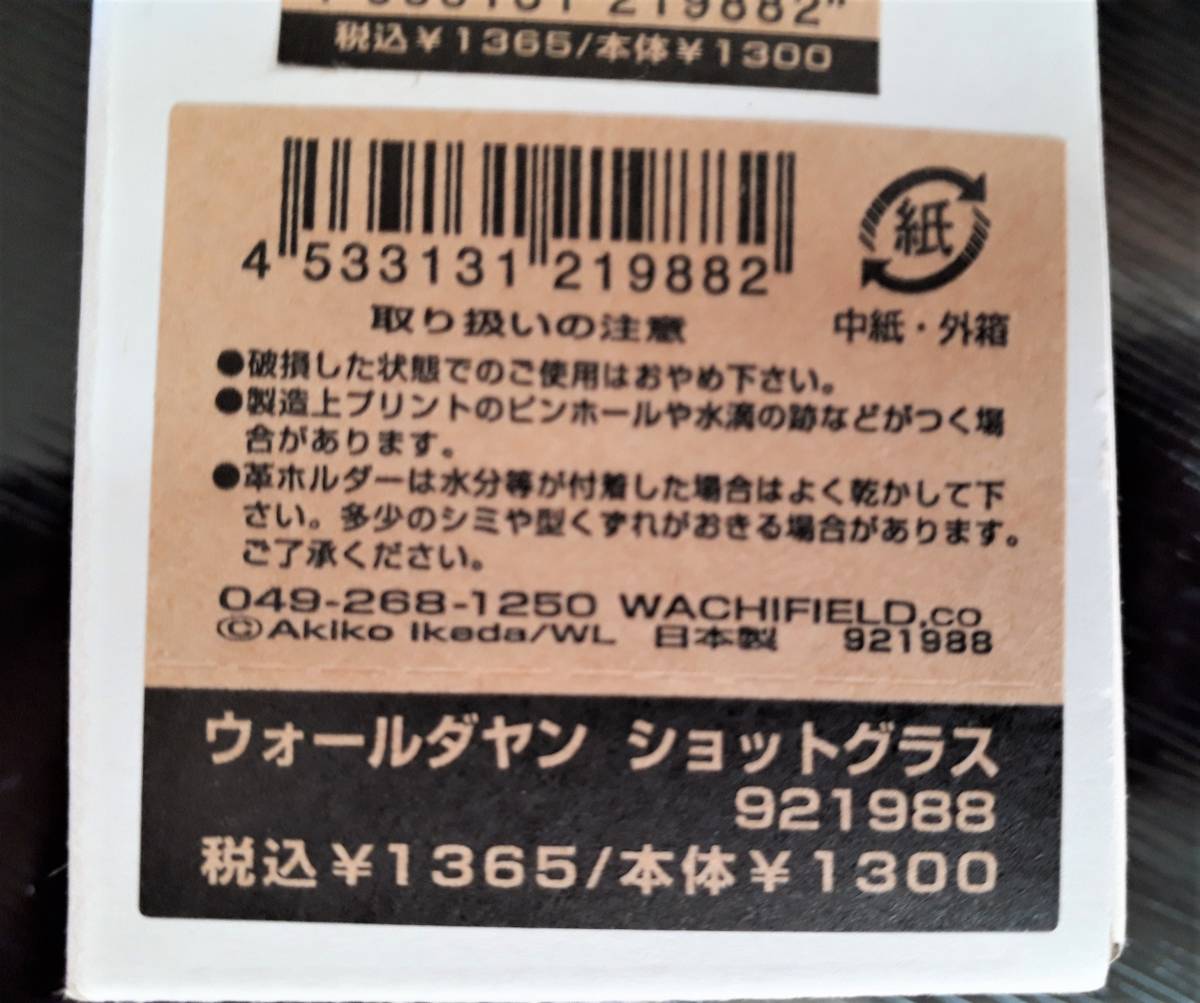 219882"
税込¥1365/本体¥1300
4 533131 219882
紙
取り扱いの注意
中紙・外箱
●破損した状態でのご使用はおやめ下さい。
●製造上プリントのピンホールや水滴の跡などがつく場
合があります。
●革ホルダーは水分等が付着した場合はよく乾かして下
さい。多少のシミや型くずれがおきる場合があります。
ご了承ください。
049-268-1250 WACHIFIELD.co
©Akiko Ikeda/WL 日本製 921988
ウォールダヤン ショットグラス
921988
税込¥1365/本体¥1300